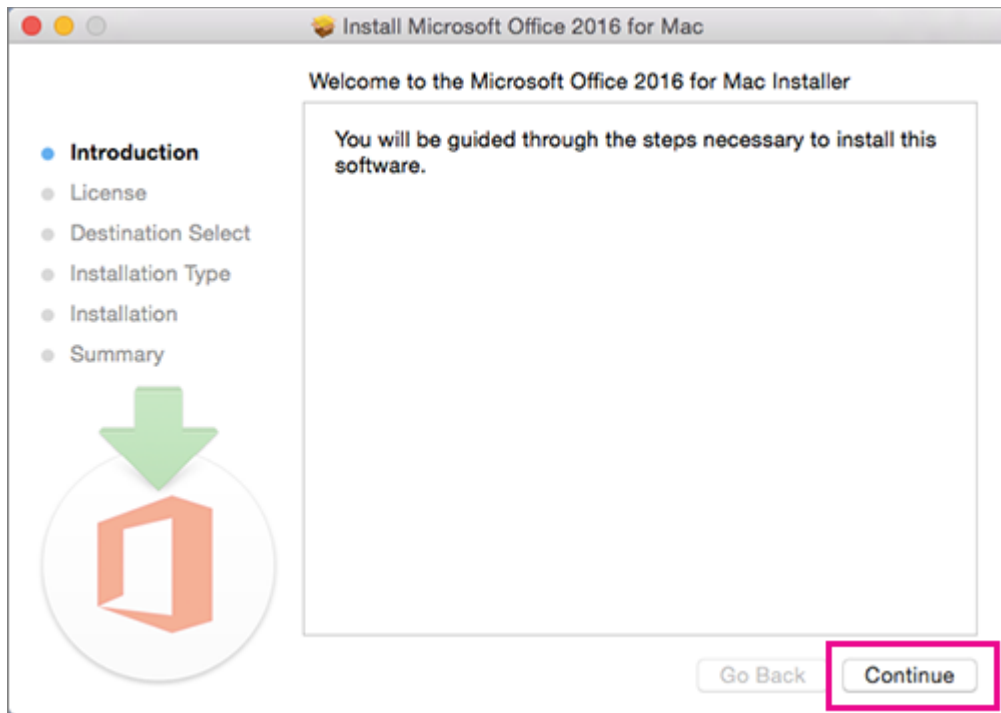 Install Microsoft Office 2016 for Mac
Welcome to the Microsoft Office 2016 for Mac Installer
Introduction
License
Destination Select
Installation Type
Installation
Summary
You will be guided through the steps necessary to install this
software.
Go Back
Continue